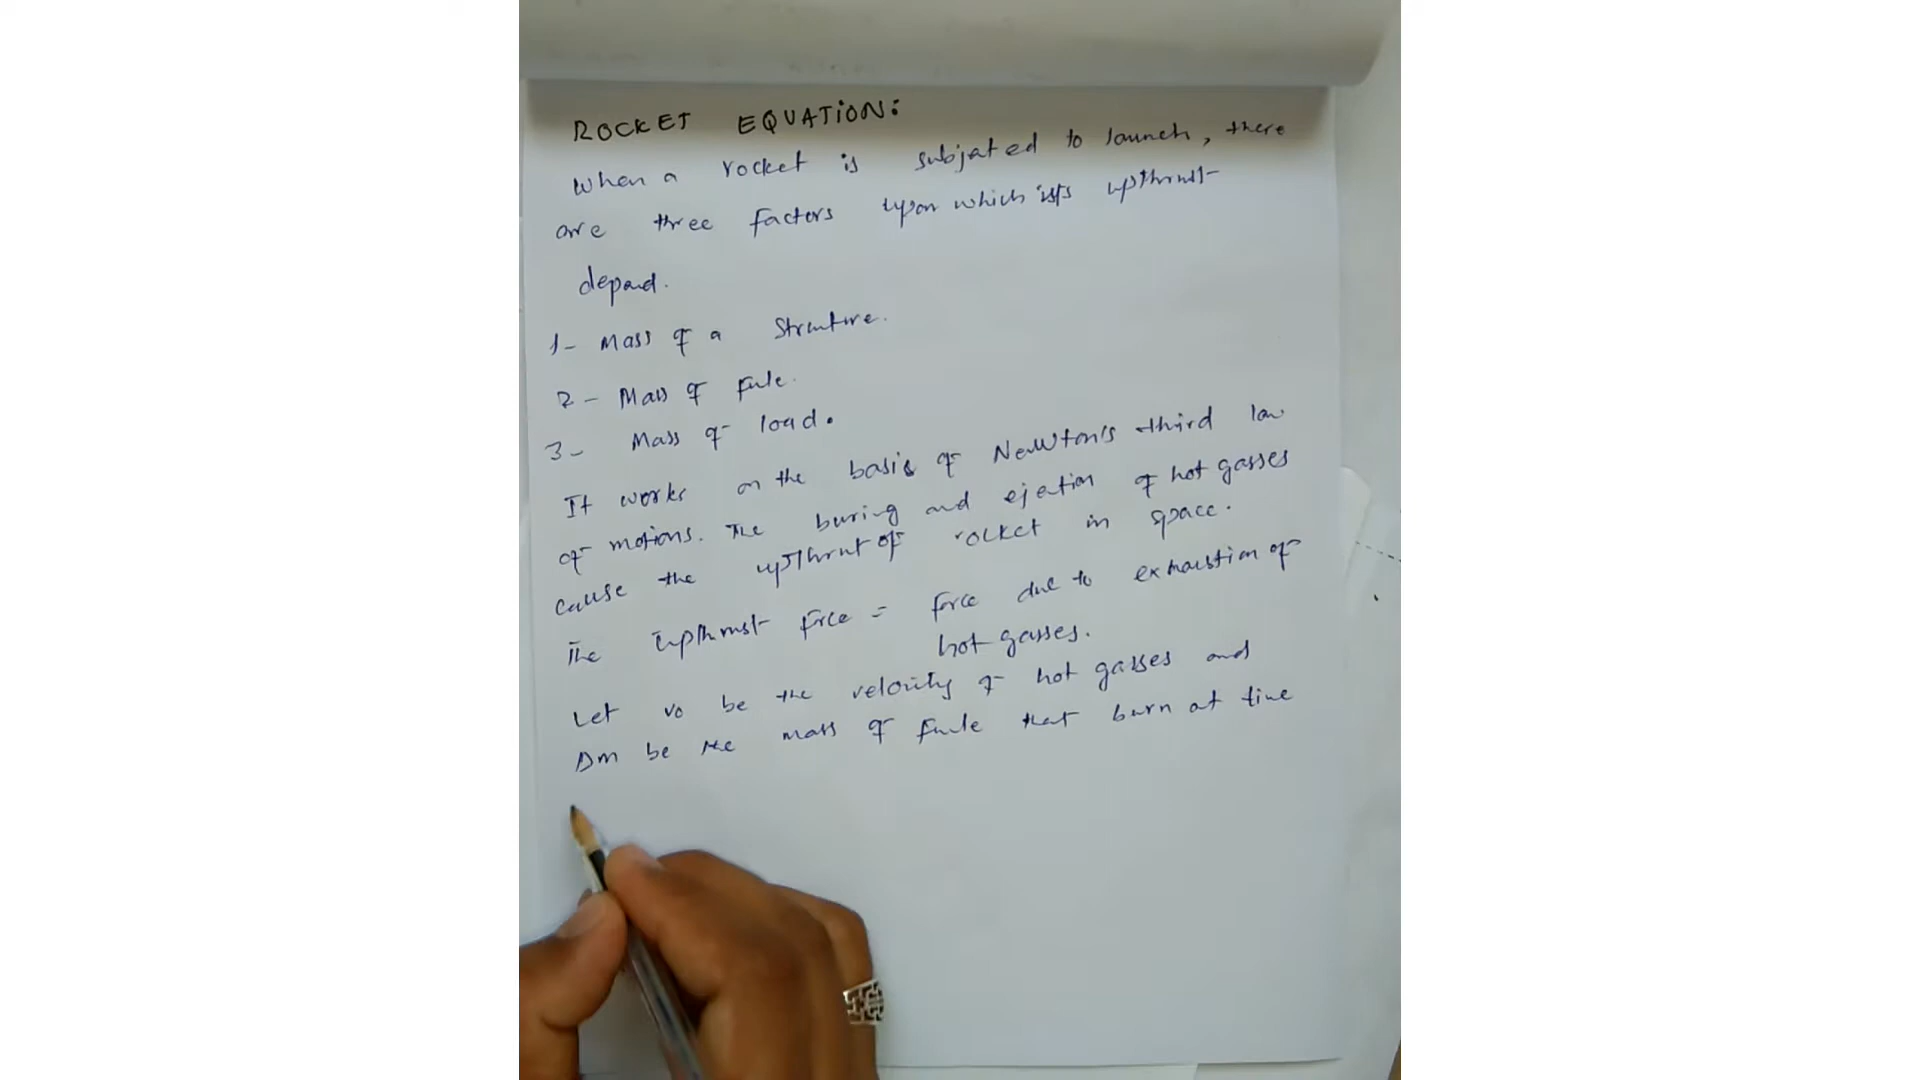 ROCKET EQUATION:
When a rocket is subjated to launch, there
are three factors upon which its upthrust
depand.
1- Mass of a Structure.
2- Mass of Fule.
3- Mass of load.
It works on the basis of Newton's third law
of motions. The buring and ejection of hot gasses
cause the upthrut of rocket in space.
The upthrust force = force due to exhaustion of
hot gasses.
Let vo be the velocity of hot gasses and
Δm be the mass of fule that burn at time